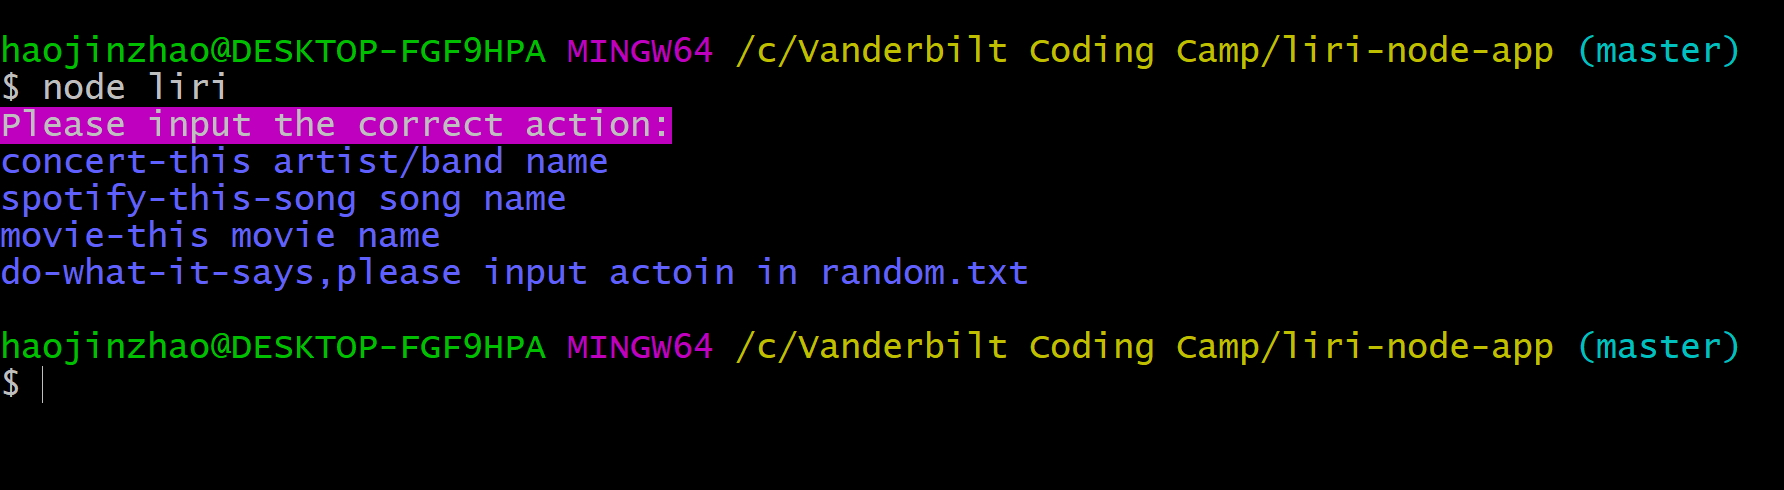 haojinzhao@DESKTOP-FGF9HPA MINGW64 /c/Vanderbilt Coding Camp/liri-node-app (master)
$ node liri
Please input the correct action:
concert-this artist/band name
spotify-this-song song name
movie-this movie name
do-what-it-says,please input actoin in random.txt
haojinzhao@DESKTOP-FGF9HPA MINGW64 /c/Vanderbilt Coding Camp/liri-node-app (master)
$